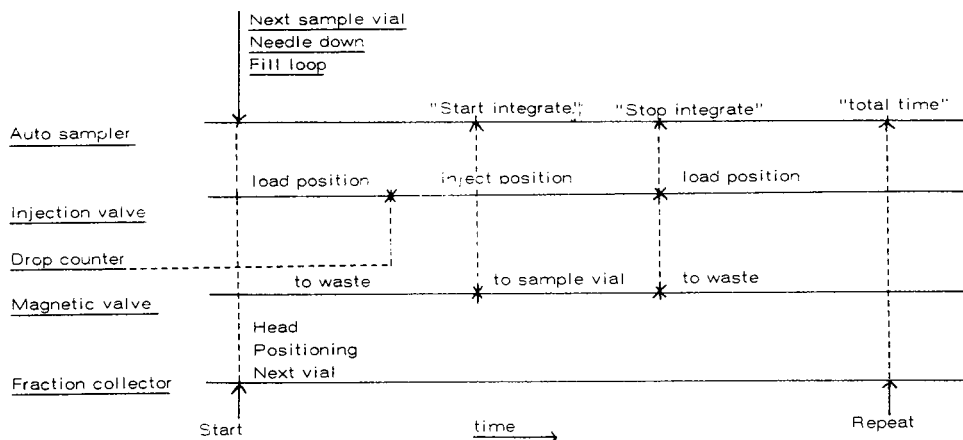 Next sample vial
Needle down
Fill loop
"Start integrate"
"Stop integrate"
"total time"
Auto sampler
load position
inject position
load position
Injection valve
Drop counter
to waste
to sample vial
to waste
Magnetic valve
Head
Positioning
Next vial
Fraction collector
Start
time
Repeat